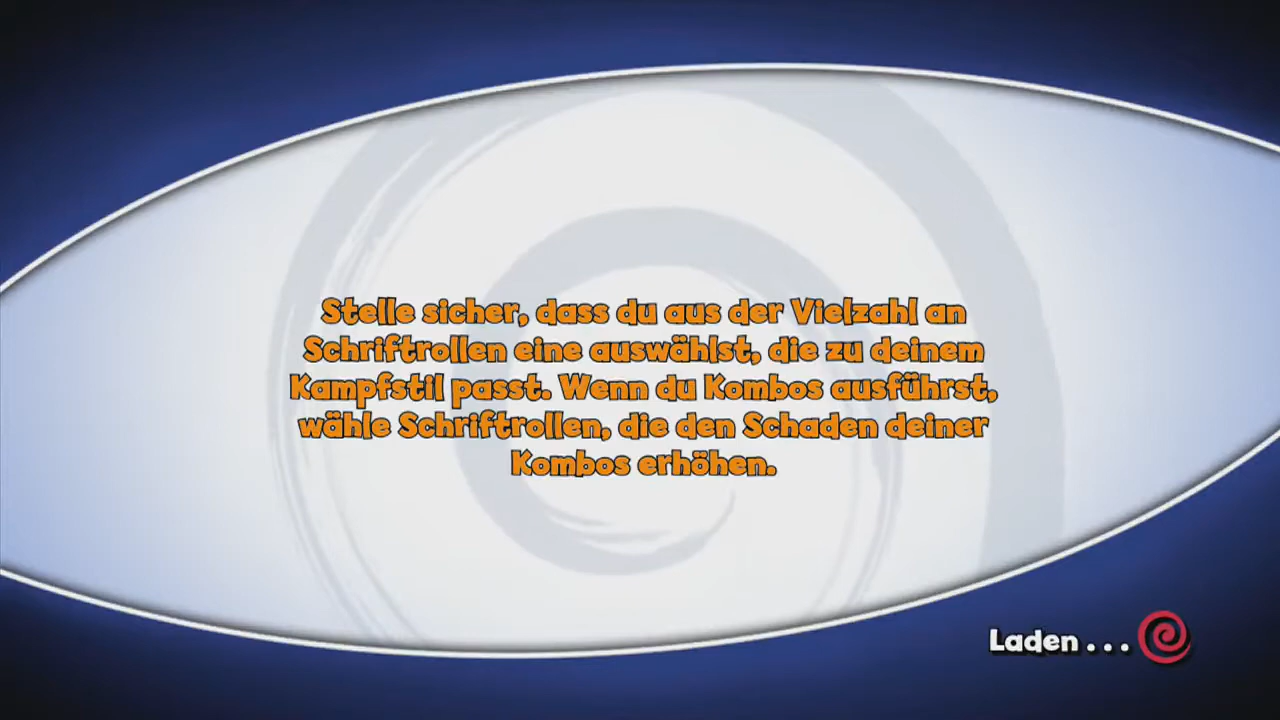 Stelle sicher, dass du aus der Vielzahl an
Schriftrollen eine auswählst, die zu deinem
Kampfstil passt. Wenn du Kombos ausführst,
wähle Schriftrollen, die den Schaden deiner
Kombos erhöhen.
Laden . . .